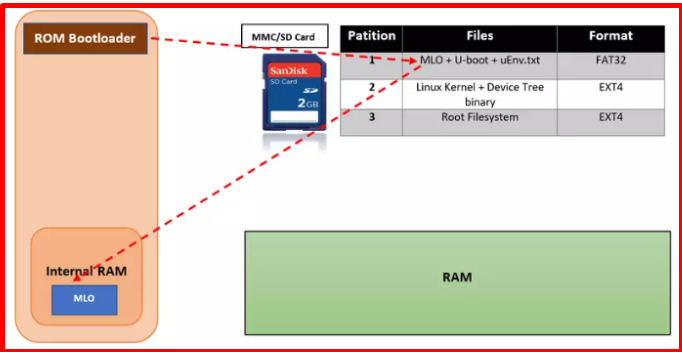 ROM Bootloader
MMC/SD Card
SanDisk
SD Card
SD
2GB
Patition Files Format
1 MLO + U-boot + uEnv.txt FAT32
2 Linux Kernel + Device Tree binary EXT4
3 Root Filesystem EXT4
Internal RAM
MLO
RAM